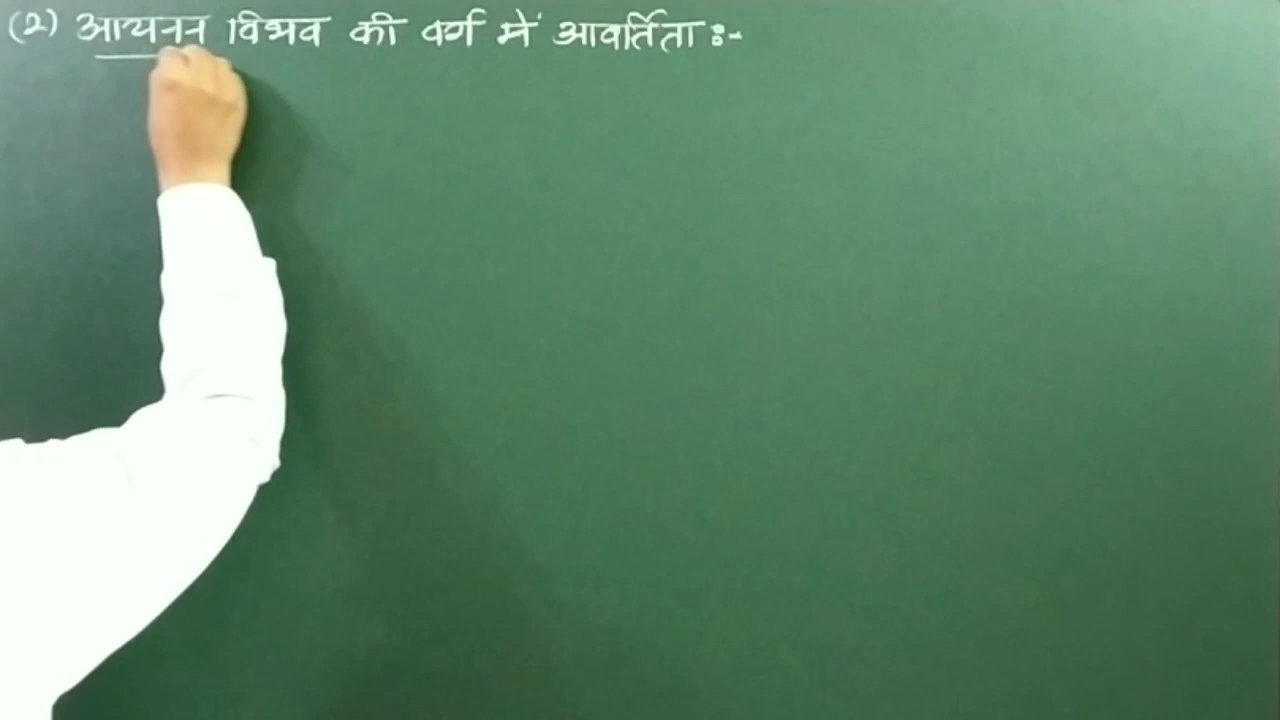 (2) आयनन विभव की वर्ग में आवर्तिता :-